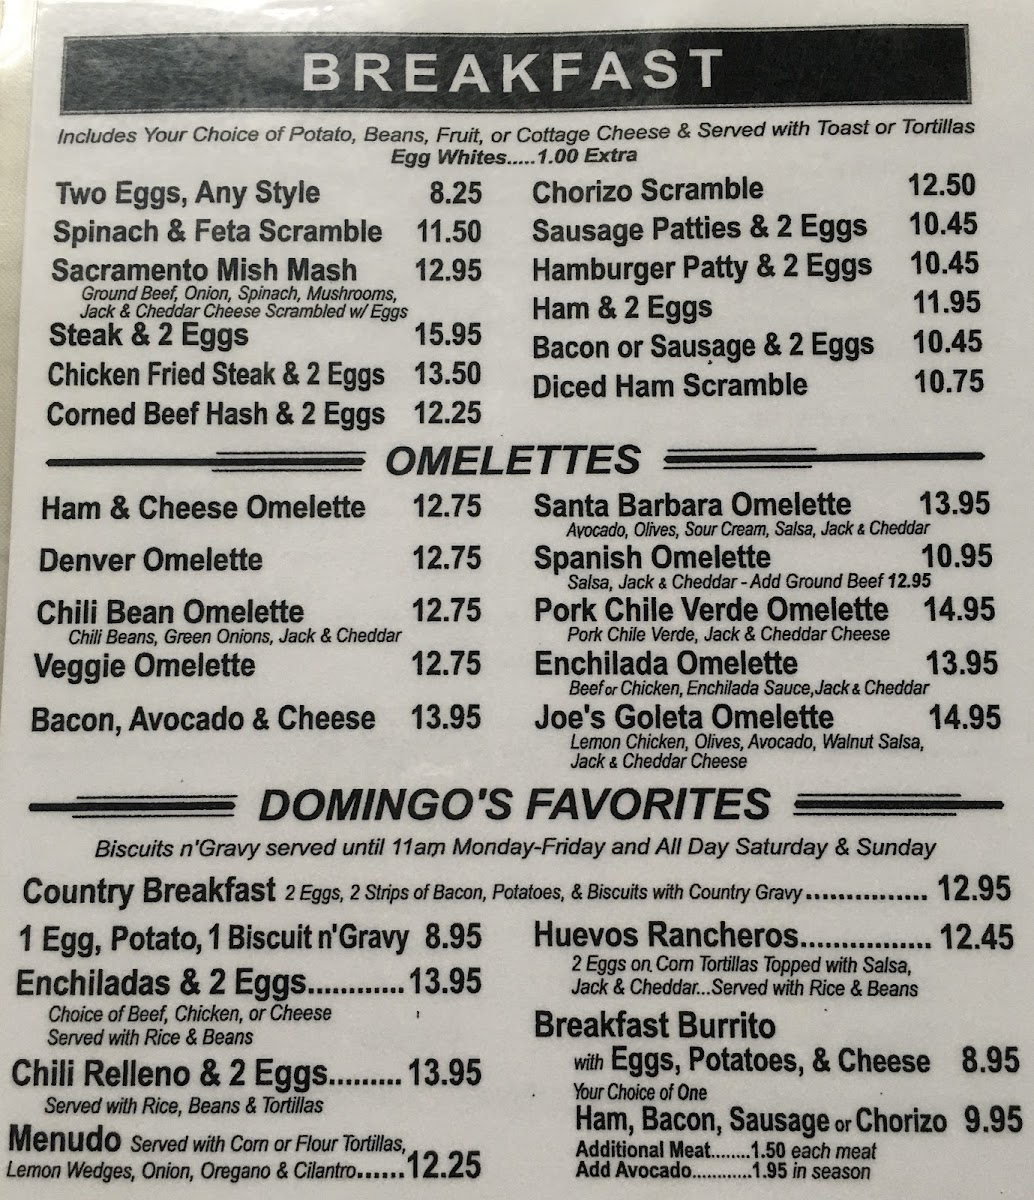 BREAKFAST
Includes Your Choice of Potato, Beans, Fruit, or Cottage Cheese & Served with Toast or Tortillas
Egg Whites.....1.00 Extra
Two Eggs, Any Style 8.25
Spinach & Feta Scramble 11.50
Sacramento Mish Mash 12.95
Ground Beef, Onion, Spinach, Mushrooms,
Jack & Cheddar Cheese Scrambled w/ Eggs
Steak & 2 Eggs 15.95
Chicken Fried Steak & 2 Eggs 13.50
Corned Beef Hash & 2 Eggs 12.25
Chorizo Scramble 12.50
Sausage Patties & 2 Eggs 10.45
Hamburger Patty & 2 Eggs 10.45
Ham & 2 Eggs 11.95
Bacon or Sausage & 2 Eggs 10.45
Diced Ham Scramble 10.75
OMELETTES
Ham & Cheese Omelette 12.75
Denver Omelette 12.75
Chili Bean Omelette 12.75
Chili Beans, Green Onions, Jack & Cheddar
Veggie Omelette 12.75
Bacon, Avocado & Cheese 13.95
Santa Barbara Omelette 13.95
Avocado, Olives, Sour Cream, Salsa, Jack & Cheddar
Spanish Omelette 10.95
Salsa, Jack & Cheddar - Add Ground Beef 12.95
Pork Chile Verde Omelette 14.95
Pork Chile Verde, Jack & Cheddar Cheese
Enchilada Omelette 13.95
Beef or Chicken, Enchilada Sauce, Jack & Cheddar
Joe's Goleta Omelette 14.95
Lemon Chicken, Olives, Avocado, Walnut Salsa,
Jack & Cheddar Cheese
DOMINGO'S FAVORITES
Biscuits n'Gravy served until 11am Monday-Friday and All Day Saturday & Sunday
Country Breakfast 2 Eggs, 2 Strips of Bacon, Potatoes, & Biscuits with Country Gravy............... 12.95
1 Egg, Potato, 1 Biscuit n'Gravy 8.95
Enchiladas & 2 Eggs............13.95
Choice of Beef, Chicken, or Cheese
Served with Rice & Beans
Chili Relleno & 2 Eggs......... 13.95
Served with Rice, Beans & Tortillas
Menudo Served with Corn or Flour Tortillas,
Lemon Wedges, Onion, Oregano & Cilantro......12.25
Huevos Rancheros................ 12.45
2 Eggs on Corn Tortillas Topped with Salsa,
Jack & Cheddar...Served with Rice & Beans
Breakfast Burrito
with Eggs, Potatoes, & Cheese 8.95
Your Choice of One
Ham, Bacon, Sausage or Chorizo 9.95
Additional Meat........1.50 each meat
Add Avocado............1.95 in season